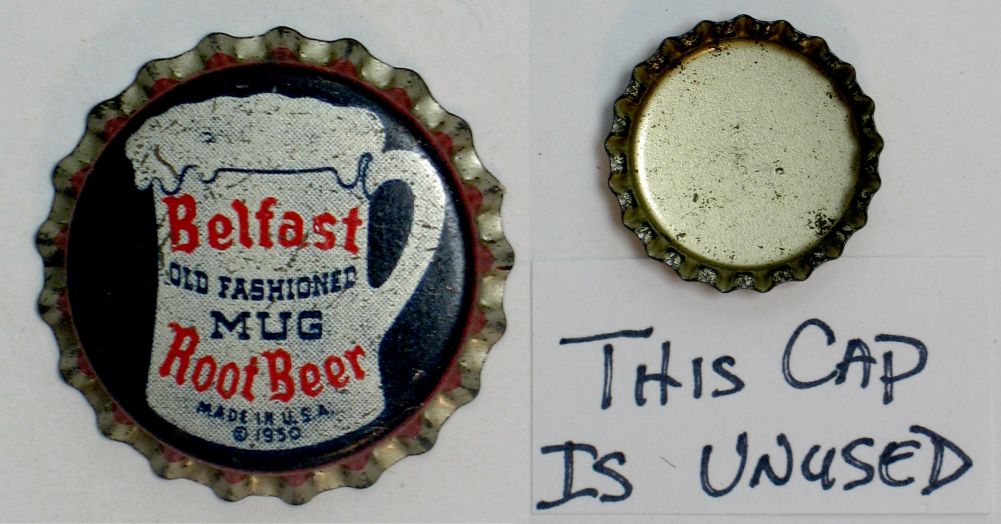 Belfast
OLD FASHIONED
MUG
Root Beer
MADE IN U.S.A.
© 1950
THIS CAP
IS UNUSED